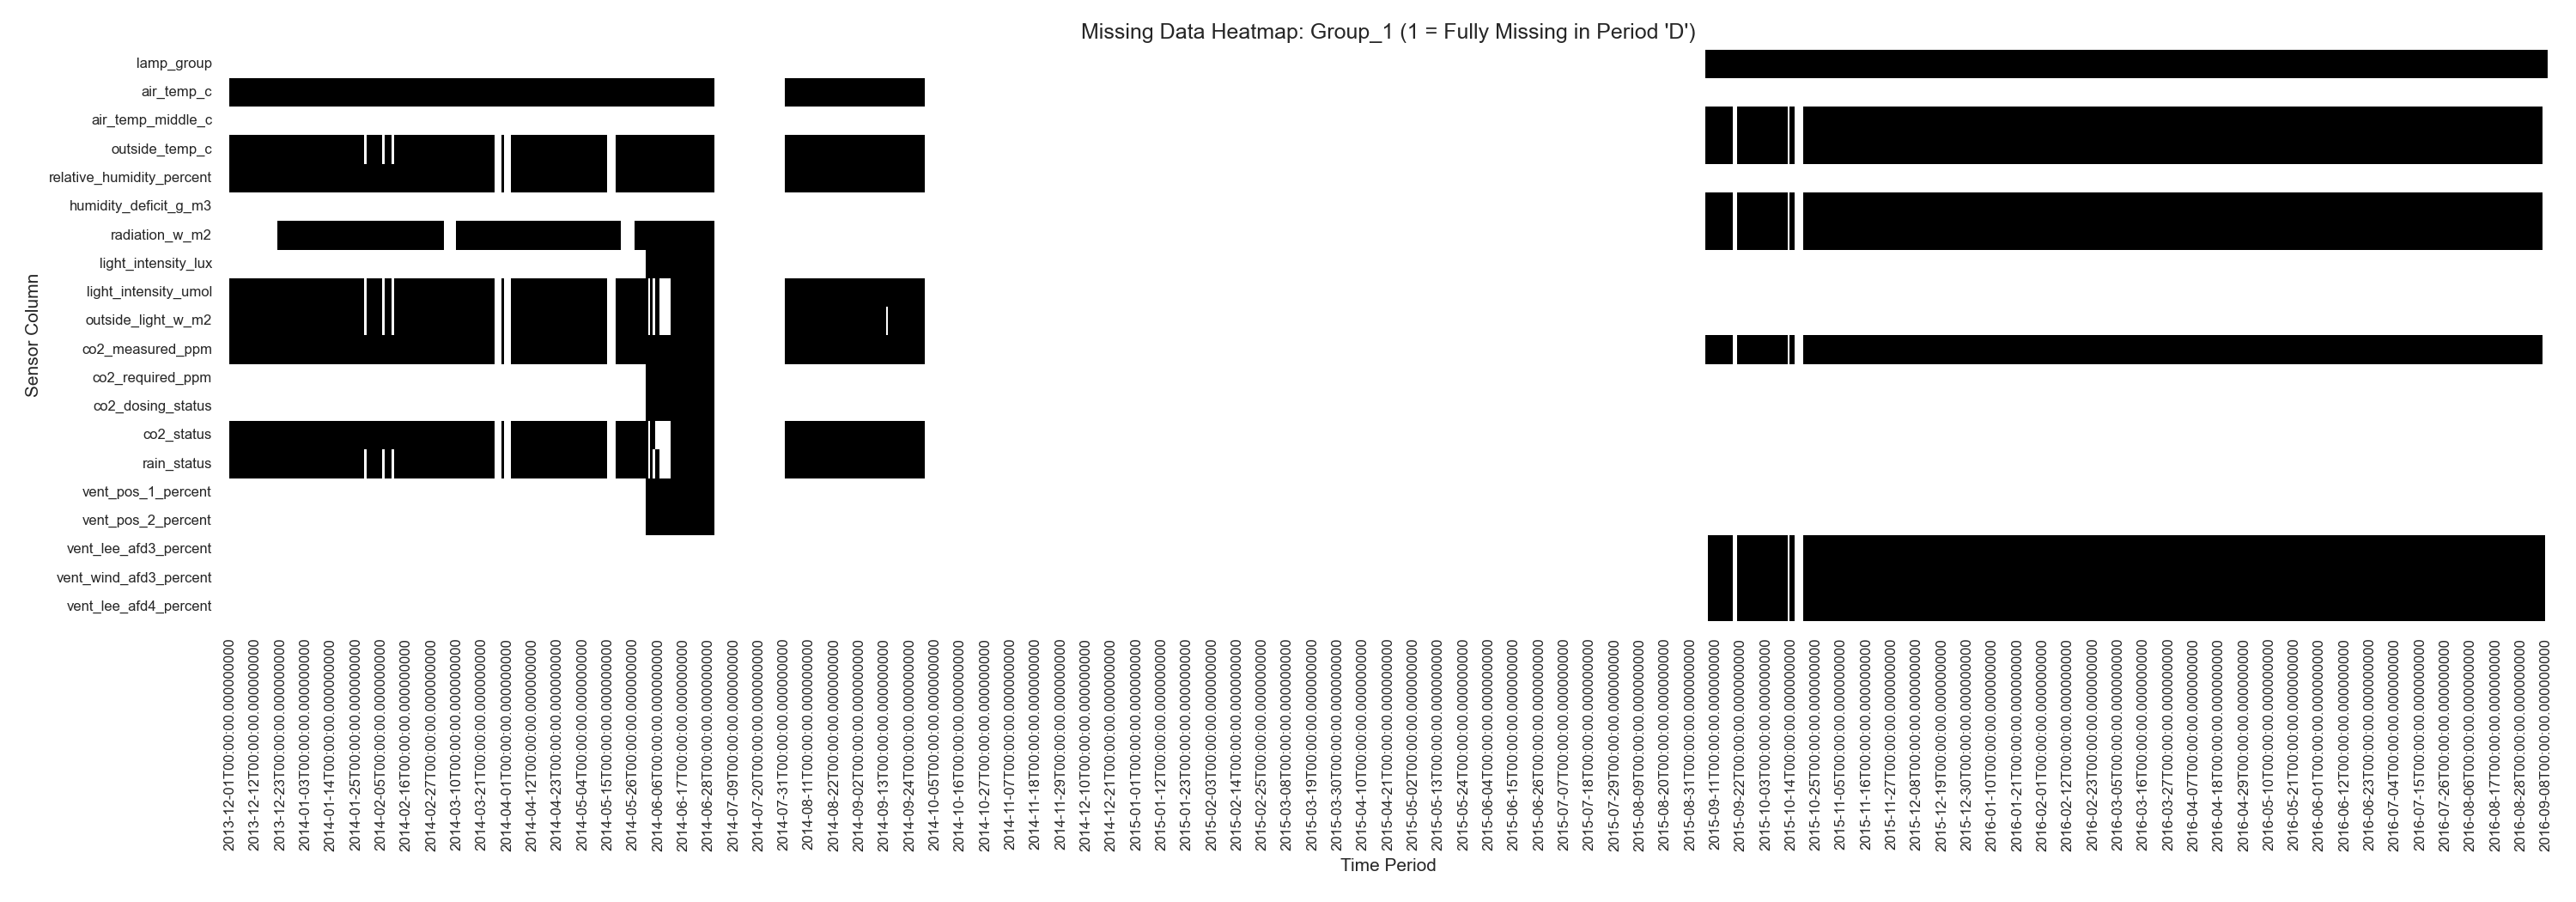 Missing Data Heatmap: Group_1 (1 = Fully Missing in Period 'D')
Sensor Column
lamp_group
air_temp_c
air_temp_middle_c
outside_temp_c
relative_humidity_percent
humidity_deficit_g_m3
radiation_w_m2
light_intensity_lux
light_intensity_umol
outside_light_w_m2
co2_measured_ppm
co2_required_ppm
co2_dosing_status
co2_status
rain_status
vent_pos_1_percent
vent_pos_2_percent
vent_lee_afd3_percent
vent_wind_afd3_percent
vent_lee_afd4_percent
2013-12-01T00:00:00.000000000
2013-12-12T00:00:00.000000000
2013-12-23T00:00:00.000000000
2014-01-03T00:00:00.000000000
2014-01-14T00:00:00.000000000
2014-01-25T00:00:00.000000000
2014-02-05T00:00:00.000000000
2014-02-16T00:00:00.000000000
2014-02-27T00:00:00.000000000
2014-03-10T00:00:00.000000000
2014-03-21T00:00:00.000000000
2014-04-01T00:00:00.000000000
2014-04-12T00:00:00.000000000
2014-04-23T00:00:00.000000000
2014-05-04T00:00:00.000000000
2014-05-15T00:00:00.000000000
2014-05-26T00:00:00.000000000
2014-06-06T00:00:00.000000000
2014-06-17T00:00:00.000000000
2014-06-28T00:00:00.000000000
2014-07-09T00:00:00.000000000
2014-07-20T00:00:00.000000000
2014-07-31T00:00:00.000000000
2014-08-11T00:00:00.000000000
2014-08-22T00:00:00.000000000
2014-09-02T00:00:00.000000000
2014-09-13T00:00:00.000000000
2014-09-24T00:00:00.000000000
2014-10-05T00:00:00.000000000
2014-10-16T00:00:00.000000000
2014-10-27T00:00:00.000000000
2014-11-07T00:00:00.000000000
2014-11-18T00:00:00.000000000
2014-11-29T00:00:00.000000000
2014-12-10T00:00:00.000000000
2014-12-21T00:00:00.000000000
2015-01-01T00:00:00.000000000
2015-01-12T00:00:00.000000000
2015-01-23T00:00:00.000000000
2015-02-03T00:00:00.000000000
2015-02-14T00:00:00.000000000
2015-02-25T00:00:00.000000000
2015-03-08T00:00:00.000000000
2015-03-19T00:00:00.000000000
2015-03-30T00:00:00.000000000
2015-04-10T00:00:00.000000000
2015-04-21T00:00:00.000000000
2015-05-02T00:00:00.000000000
2015-05-13T00:00:00.000000000
2015-05-24T00:00:00.000000000
2015-06-04T00:00:00.000000000
2015-06-15T00:00:00.000000000
2015-06-26T00:00:00.000000000
2015-07-07T00:00:00.000000000
2015-07-18T00:00:00.000000000
2015-07-29T00:00:00.000000000
2015-08-09T00:00:00.000000000
2015-08-20T00:00:00.000000000
2015-08-31T00:00:00.000000000
2015-09-11T00:00:00.000000000
2015-09-22T00:00:00.000000000
2015-10-03T00:00:00.000000000
2015-10-14T00:00:00.000000000
2015-11-05T00:00:00.000000000
2015-11-16T00:00:00.000000000
2015-11-27T00:00:00.000000000
2015-12-08T00:00:00.000000000
2015-12-19T00:00:00.000000000
2015-12-30T00:00:00.000000000
2016-01-10T00:00:00.000000000
2016-01-21T00:00:00.000000000
2016-02-01T00:00:00.000000000
2016-02-12T00:00:00.000000000
2016-02-23T00:00:00.000000000
2016-03-05T00:00:00.000000000
2016-03-16T00:00:00.000000000
2016-03-27T00:00:00.000000000
2016-04-07T00:00:00.000000000
2016-04-18T00:00:00.000000000
2016-04-29T00:00:00.000000000
2016-05-10T00:00:00.000000000
2016-05-21T00:00:00.000000000
2016-06-01T00:00:00.000000000
2016-06-12T00:00:00.000000000
2016-06-23T00:00:00.000000000
2016-07-04T00:00:00.000000000
2016-07-15T00:00:00.000000000
2016-07-26T00:00:00.000000000
2016-08-06T00:00:00.000000000
2016-08-17T00:00:00.000000000
2016-08-28T00:00:00.000000000
2016-09-08T00:00:00.000000000
Time Period